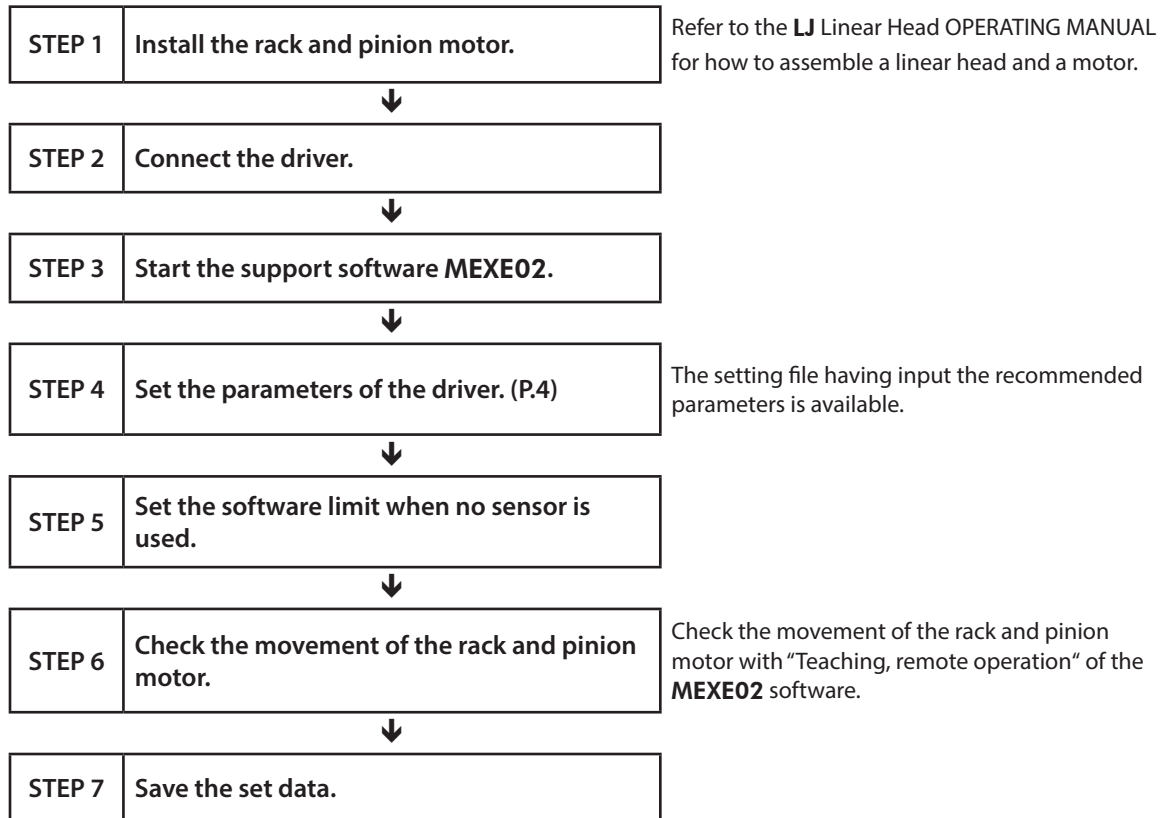 STEP 1 Install the rack and pinion motor.
Refer to the LJ Linear Head OPERATING MANUAL
for how to assemble a linear head and a motor.
STEP 2 Connect the driver.
STEP 3 Start the support software MEXE02.
STEP 4 Set the parameters of the driver. (P.4)
The setting file having input the recommended
parameters is available.
STEP 5 Set the software limit when no sensor is
used.
STEP 6 Check the movement of the rack and pinion
motor.
Check the movement of the rack and pinion
motor with “Teaching, remote operation“ of the
MEXE02 software.
STEP 7 Save the set data.